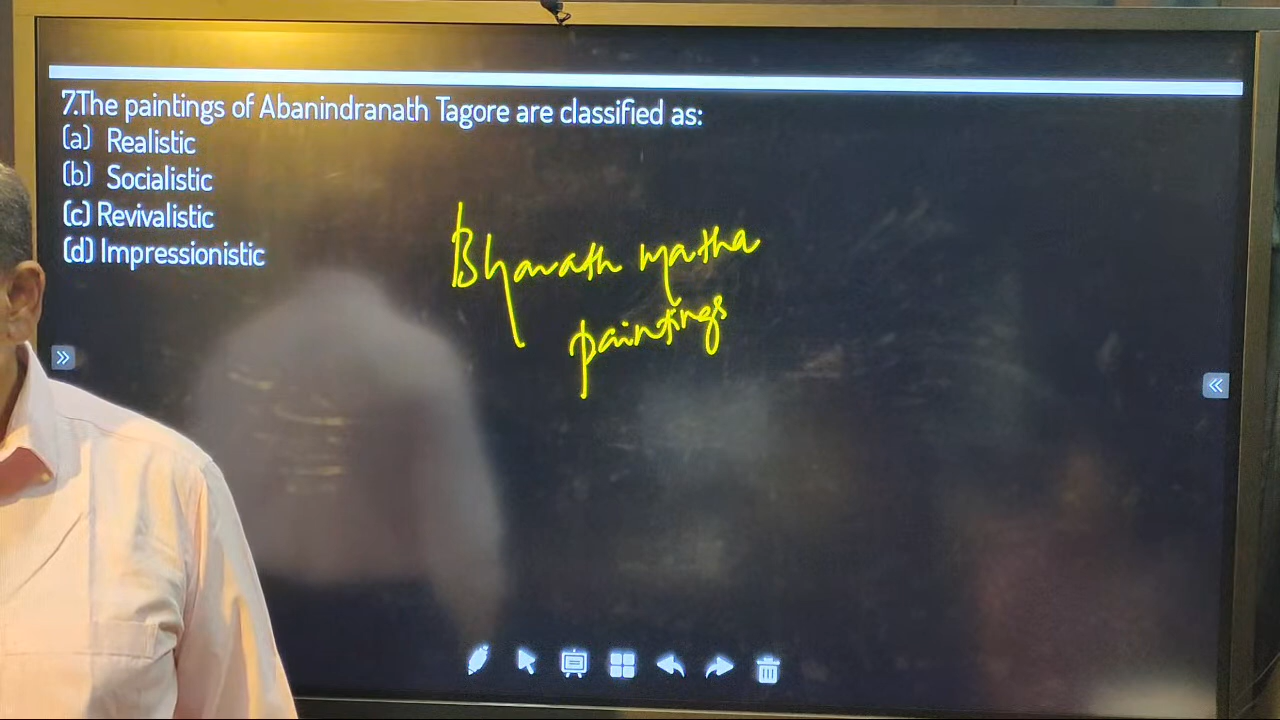 7.The paintings of Abanindranath Tagore are classified as:
(a) Realistic
(b) Socialistic
(c) Revivalistic
(d) Impressionistic
Bharath matha
paintings